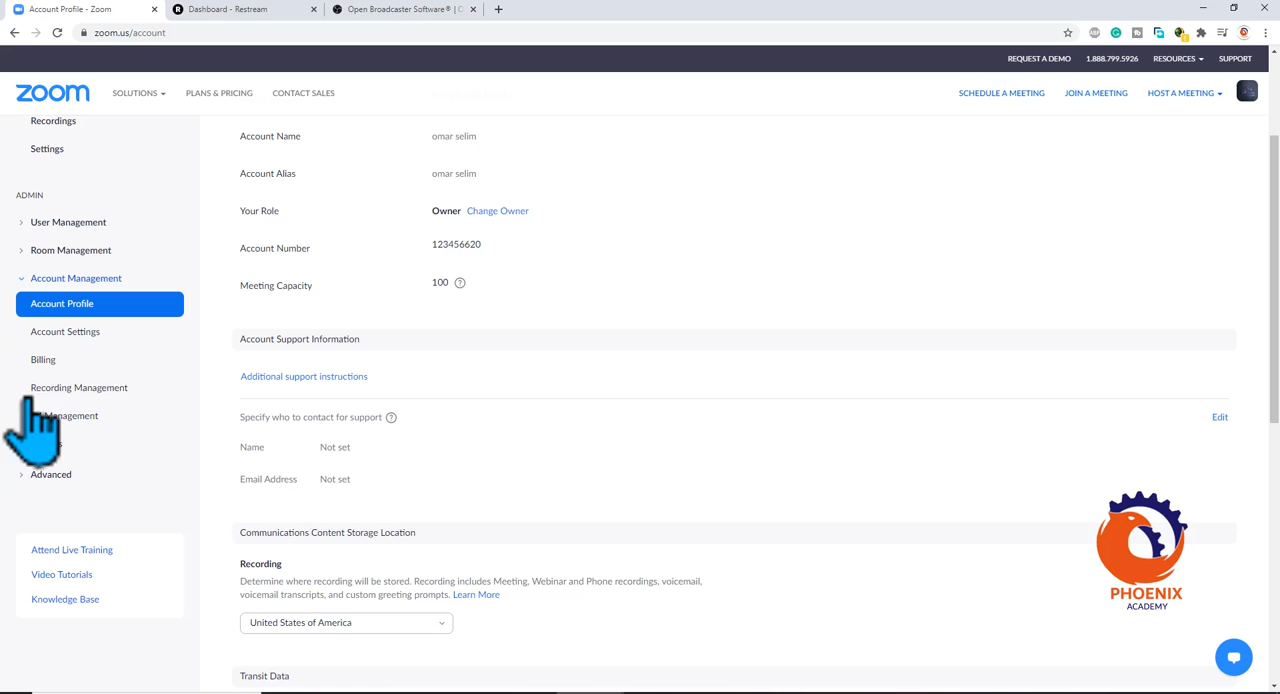 Account Profile - Zoom
Dashboard - Restream
Open Broadcaster Software® | O
zoom.us/account
REQUEST A DEMO 1.888.799.5926 RESOURCES SUPPORT
zoom SOLUTIONS PLANS & PRICING CONTACT SALES SCHEDULE A MEETING JOIN A MEETING HOST A MEETING
Recordings
Settings
ADMIN
User Management
Room Management
Account Management
Account Profile
Account Settings
Billing
Recording Management
Management
Advanced
Attend Live Training
Video Tutorials
Knowledge Base
Account Name omar selim
Account Alias omar selim
Your Role Owner Change Owner
Account Number 123456620
Meeting Capacity 100
Account Support Information
Additional support instructions
Specify who to contact for support Edit
Name Not set
Email Address Not set
Communications Content Storage Location
Recording
Determine where recording will be stored. Recording includes Meeting, Webinar and Phone recordings, voicemail,
voicemail transcripts, and custom greeting prompts. Learn More
United States of America
Transit Data
PHOENIX
ACADEMY